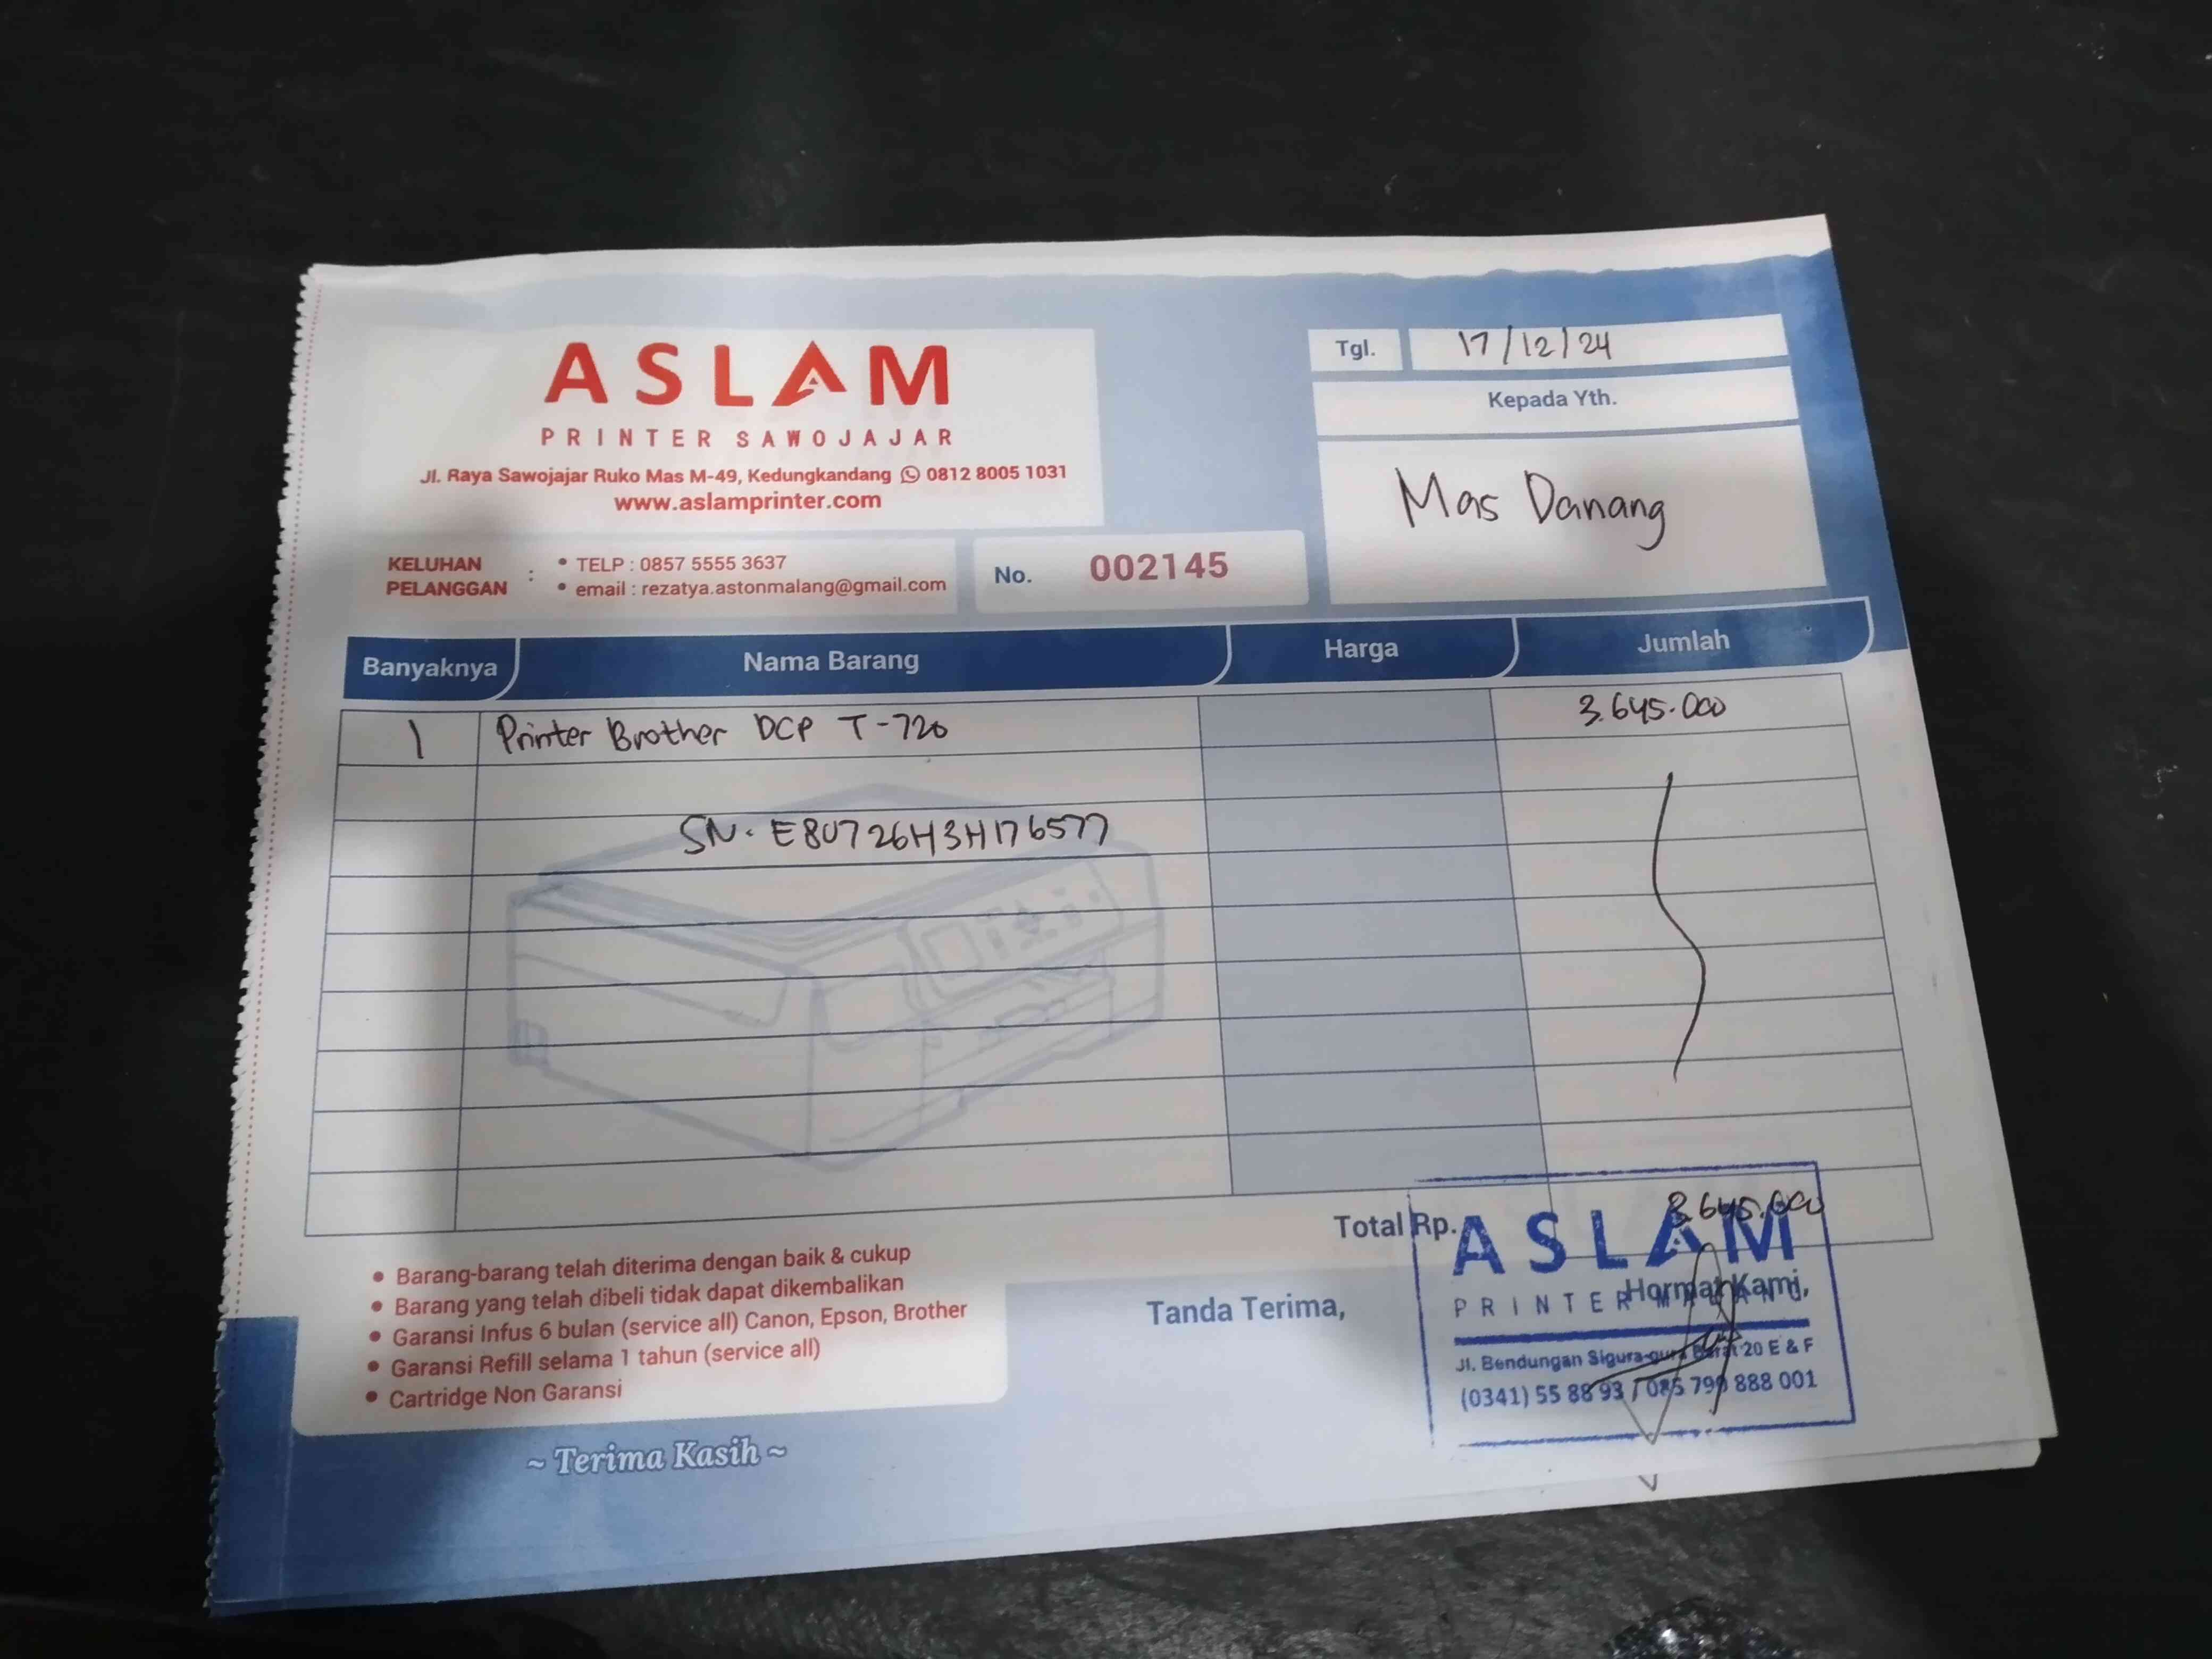 ASLAM
PRINTER SAWOJAJAR
Jl. Raya Sawojajar Ruko Mas M-49, Kedungkandang 0812 8005 1031
www.aslamprinter.com
KELUHAN PELANGGAN :
• TELP : 0857 5555 3637
• email : rezatya.astonmalang@gmail.com
No. 002145
Tgl. 17/12/24
Kepada Yth.
Mas Danang
Banyaknya Nama Barang Harga Jumlah
1 Printer Brother DCP T-720 3.645.000
SN. E80726H3H176577
Total Rp. 3.645.000
• Barang-barang telah diterima dengan baik & cukup
• Barang yang telah dibeli tidak dapat dikembalikan
• Garansi Infus 6 bulan (service all) Canon, Epson, Brother
• Garansi Refill selama 1 tahun (service all)
• Cartridge Non Garansi
~ Terima Kasih ~
Tanda Terima,
Hormat Kami,
ASLAM
PRINTER MALANG
Jl. Bendungan Sigura-gura Barat 20 E & F
(0341) 55 88 93 / 085 790 888 001